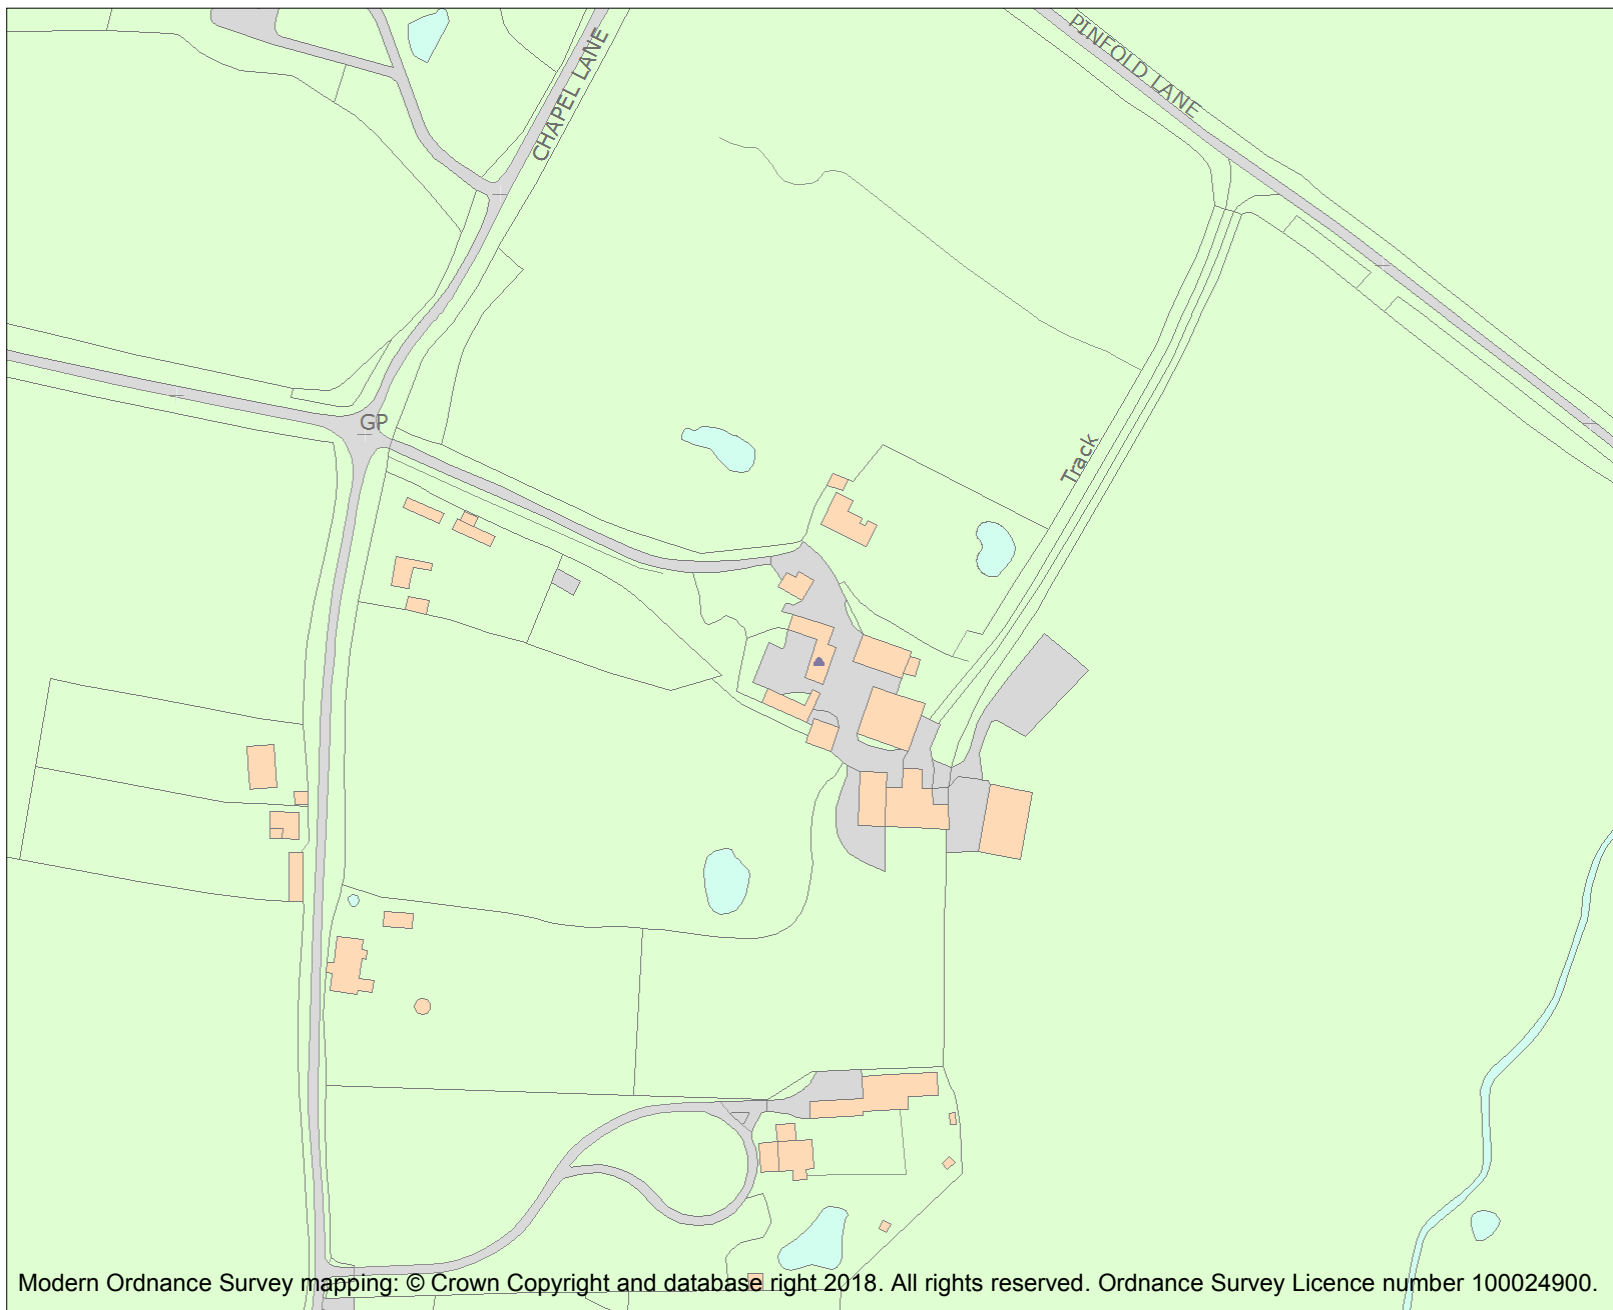 PINFOLD LANE
CHAPEL LANE
GP
Track
Modern Ordnance Survey mapping: © Crown Copyright and database right 2018. All rights reserved. Ordnance Survey Licence number 100024900.